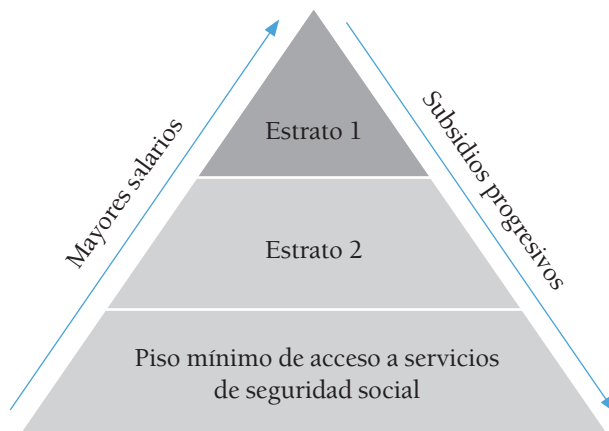 Mayores salarios
Subsidios progresivos
Estrato 1
Estrato 2
Piso mínimo de acceso a servicios
de seguridad social